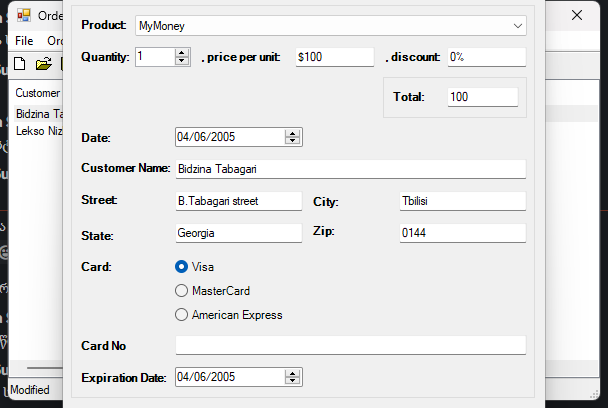 Orde
File Orc
Customer
Bidzina Ta
Lekso Niz
Modified
Product: MyMoney
Quantity: 1 , price per unit: $100 , discount: 0%
Total: 100
Date: 04/06/2005
Customer Name: Bidzina Tabagari
Street: B.Tabagari street City: Tbilisi
State: Georgia Zip: 0144
Card: Visa
MasterCard
American Express
Card No
Expiration Date: 04/06/2005